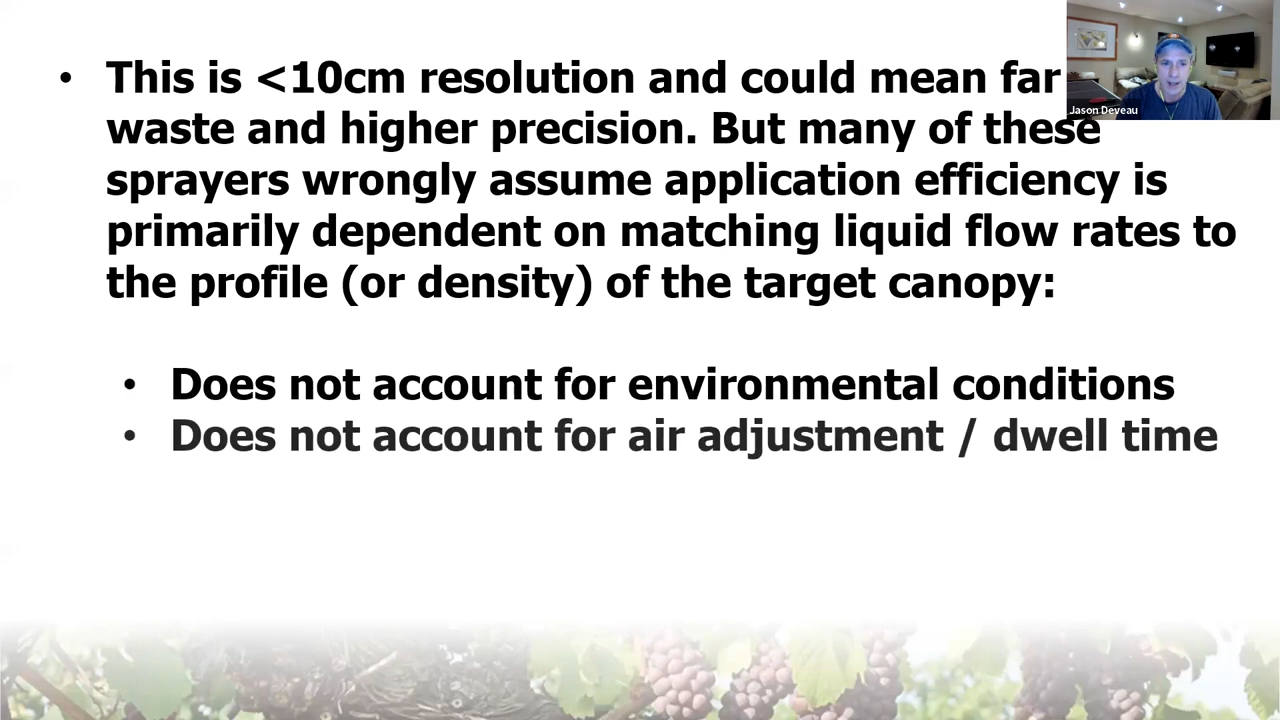 • This is <10cm resolution and could mean far
waste and higher precision. But many of these
sprayers wrongly assume application efficiency is
primarily dependent on matching liquid flow rates to
the profile (or density) of the target canopy:
• Does not account for environmental conditions
• Does not account for air adjustment / dwell time
Jason Deveau